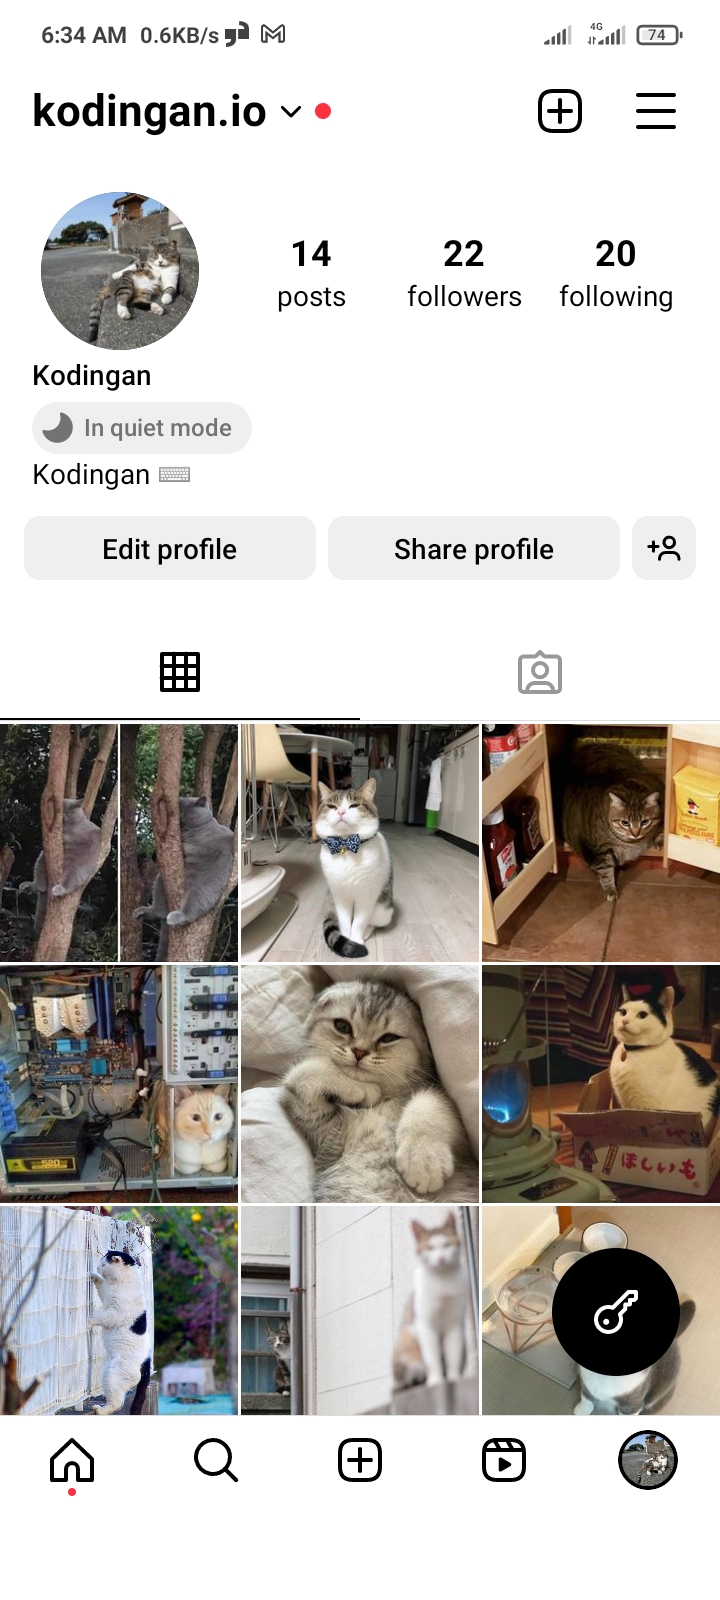 6:34 AM 0.6KB/s 4G 74
kodingan.io
14 22 20
posts followers following
Kodingan
In quiet mode
Kodingan ⌨
Edit profile Share profile
520
ほしいも